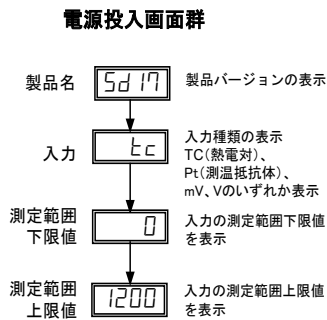 電源投入画面群
製品名
Sd17
製品バージョンの表示
入力
tc
入力種類の表示
TC(熱電対)、
Pt(測温抵抗体)、
mV、Vのいずれか表示
測定範囲
下限値
0
入力の測定範囲下限値
を表示
測定範囲
上限値
1200
入力の測定範囲上限値
を表示